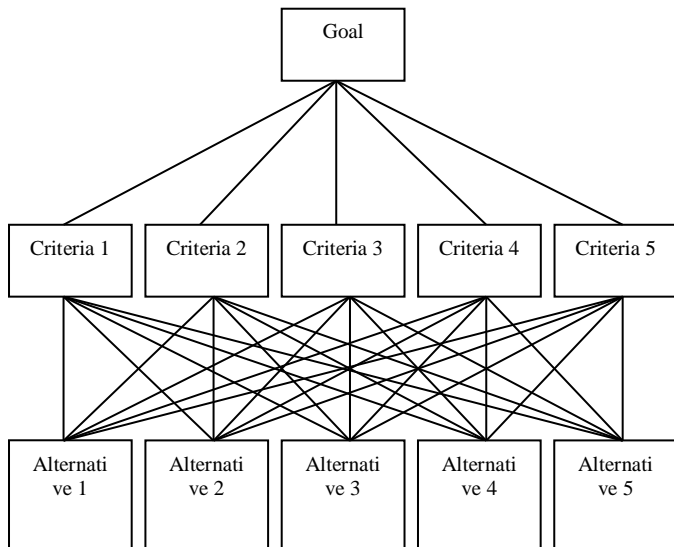 Goal
Criteria 1
Criteria 2
Criteria 3
Criteria 4
Criteria 5
Alternati
ve 1
Alternati
ve 2
Alternati
ve 3
Alternati
ve 4
Alternati
ve 5